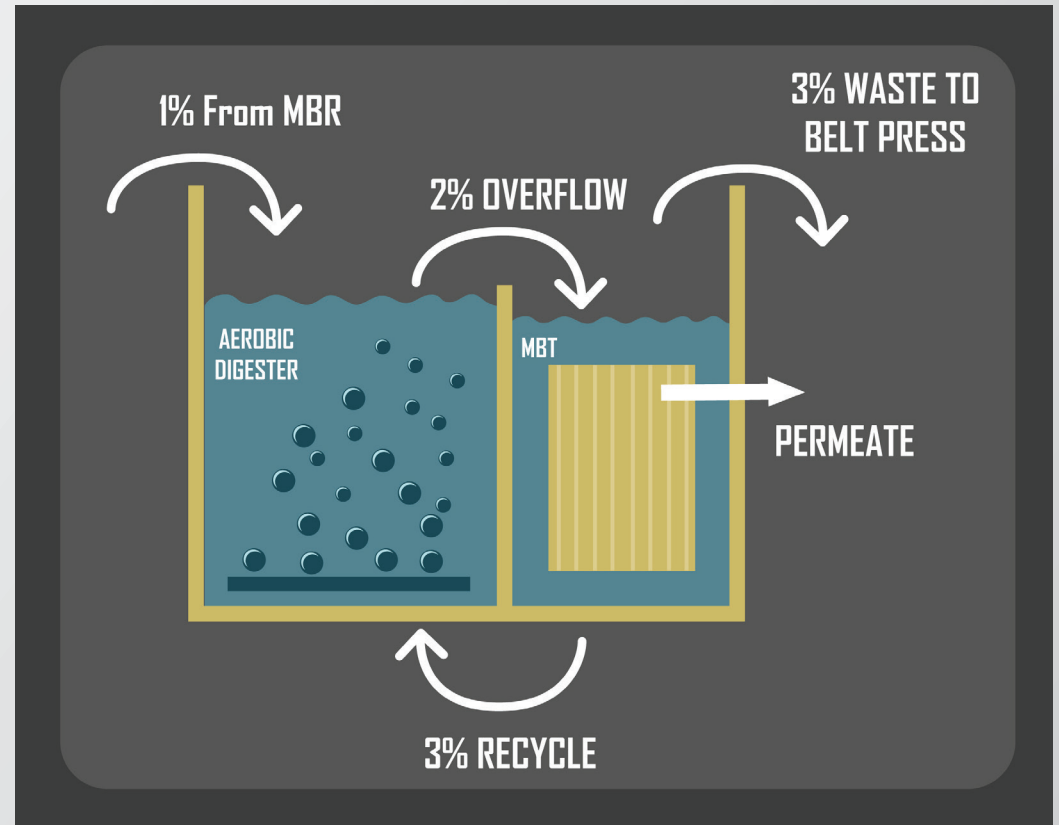 1% From MBR
3% WASTE TO
BELT PRESS
2% OVERFLOW
AEROBIC
DIGESTER
MBT
PERMEATE
3% RECYCLE